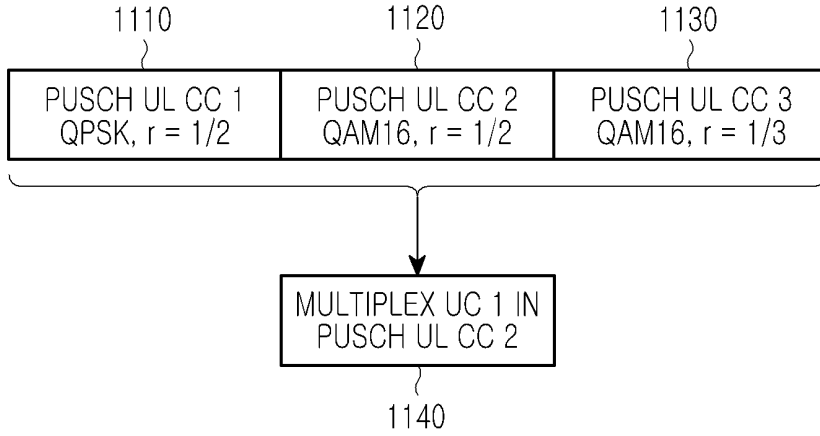 1110
1120
1130
PUSCH UL CC 1
QPSK, r = 1/2
PUSCH UL CC 2
QAM16, r = 1/2
PUSCH UL CC 3
QAM16, r = 1/3
MULTIPLEX UC 1 IN
PUSCH UL CC 2
1140